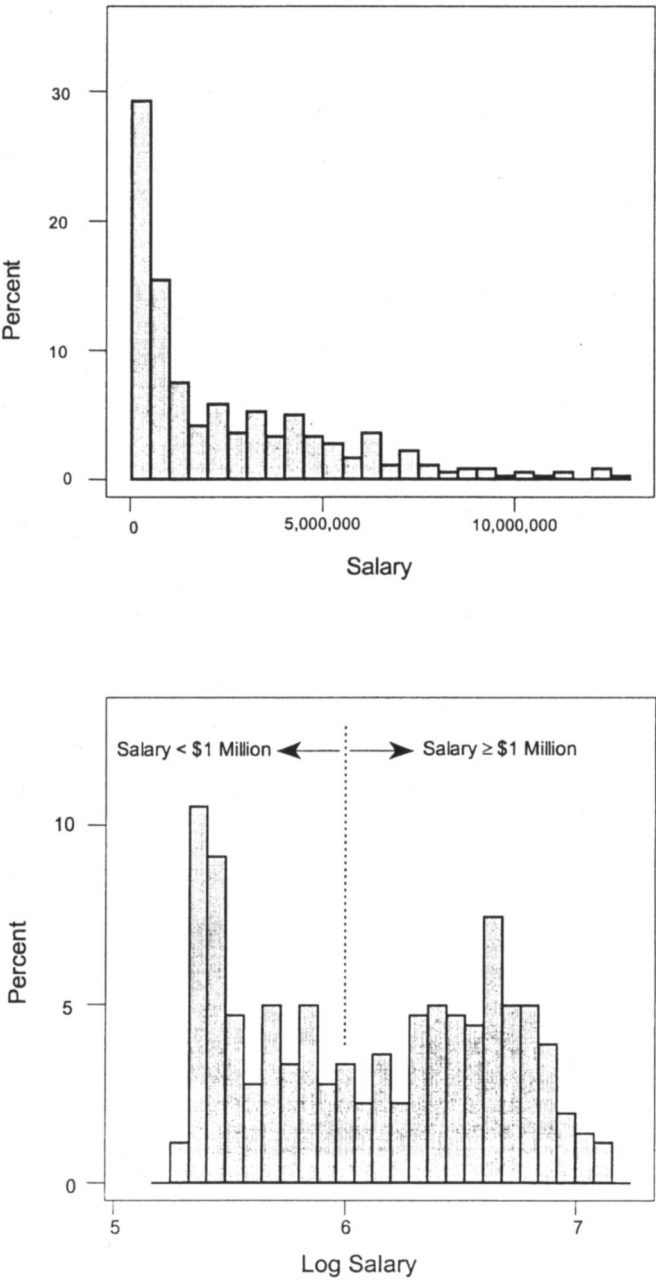 30
20
10
0
Percent
0 5,000,000 10,000,000
Salary
Salary < $1 Million Salary ≥ $1 Million
10
5
0
Percent
5 6 7
Log Salary